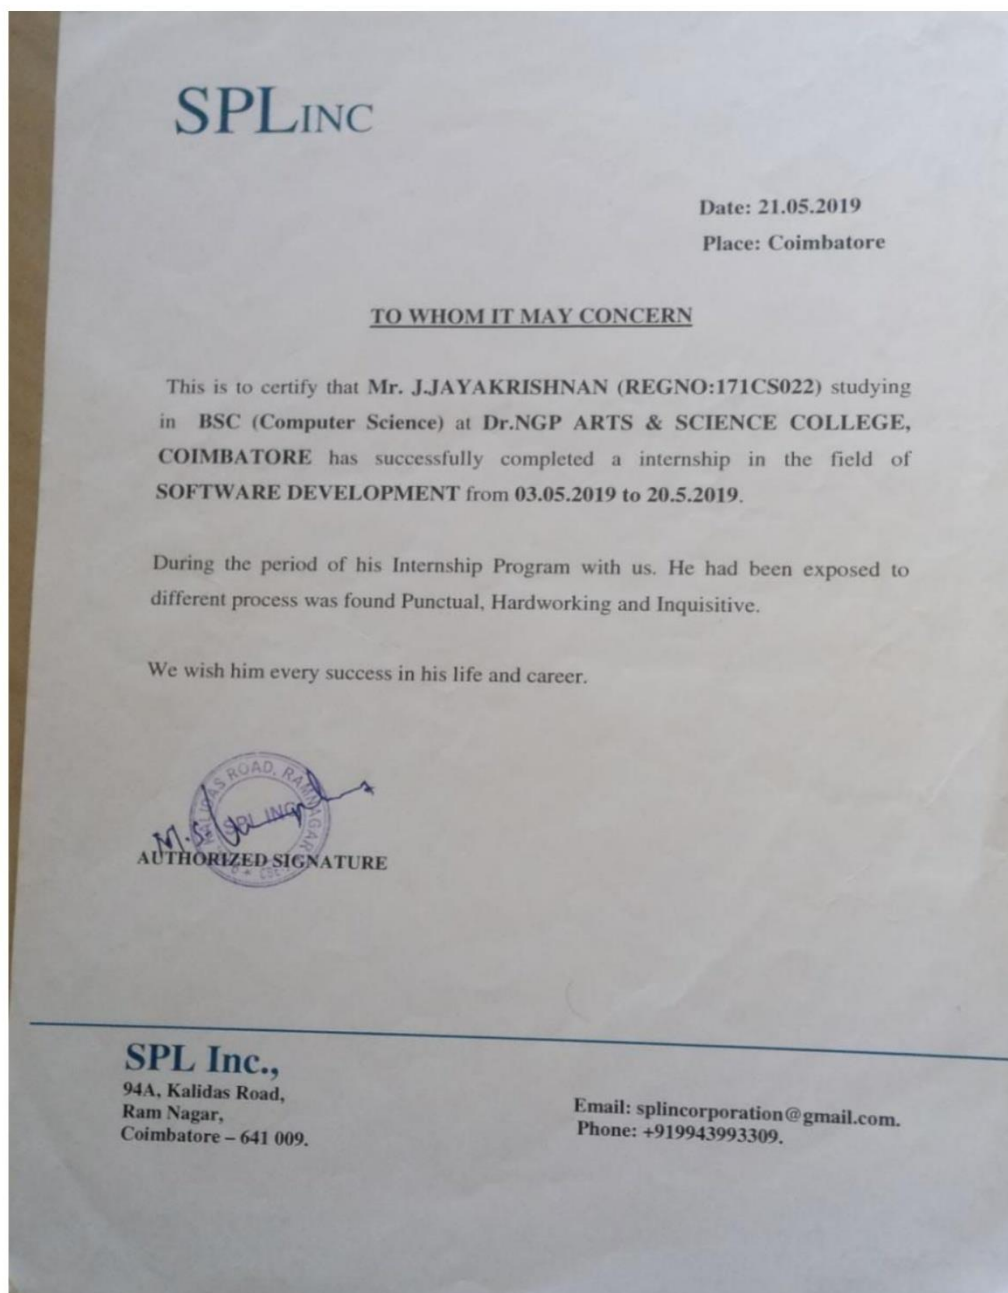 SPLINC
Date: 21.05.2019
Place: Coimbatore
TO WHOM IT MAY CONCERN
This is to certify that Mr. J.JAYAKRISHNAN (REGNO:171CS022) studying
in BSC (Computer Science) at Dr.NGP ARTS & SCIENCE COLLEGE,
COIMBATORE has successfully completed a internship in the field of
SOFTWARE DEVELOPMENT from 03.05.2019 to 20.5.2019.
During the period of his Internship Program with us. He had been exposed to
different process was found Punctual, Hardworking and Inquisitive.
We wish him every success in his life and career.
KALIDAS ROAD, RAMNAGAR
SPL INC
M.S.
AUTHORIZED SIGNATURE
SPL Inc.,
94A, Kalidas Road,
Ram Nagar,
Coimbatore – 641 009.
Email: splincorporation@gmail.com.
Phone: +919943993309.